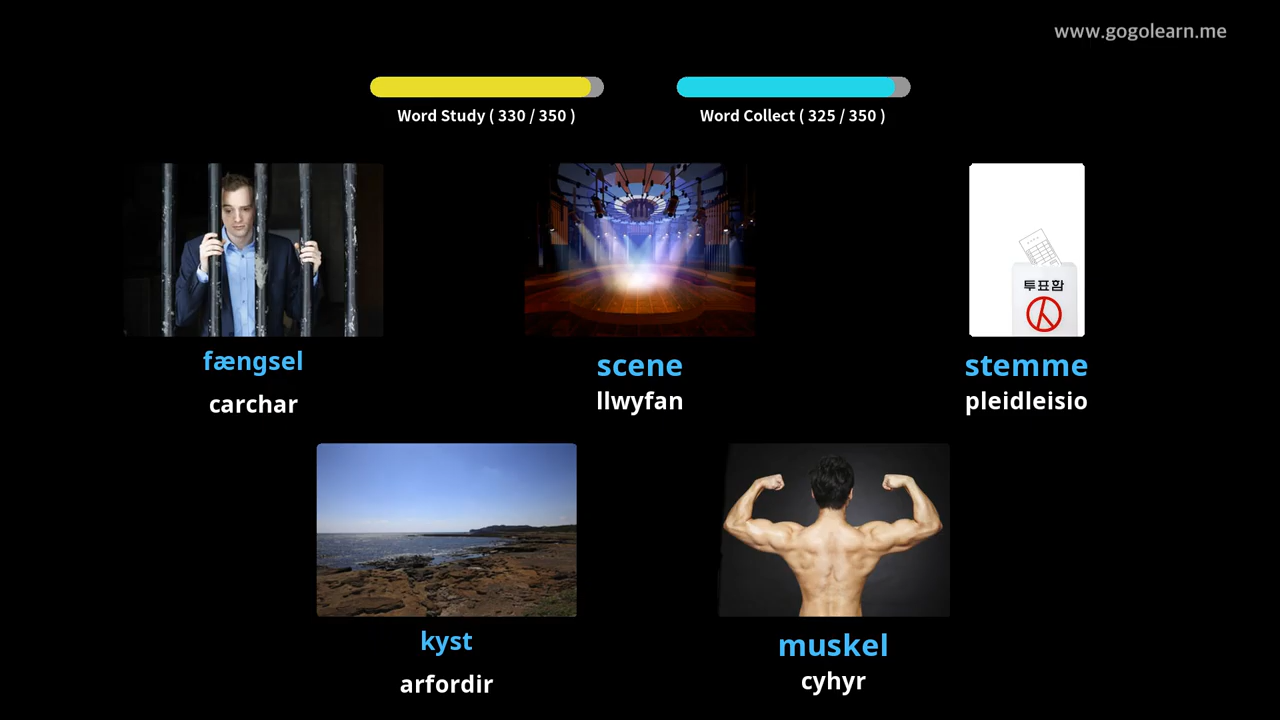 www.gogolearn.me
Word Study ( 330 / 350 )
Word Collect ( 325 / 350 )
투표함
fængsel
scene
stemme
carchar
llwyfan
pleidleisio
kyst
muskel
arfordir
cyhyr